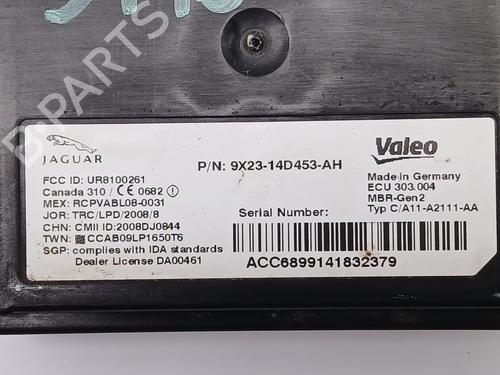 JAGUAR
P/N: 9X23-14D453-AH
Valeo
FCC ID: UR8100261
Canada 310 / CE 0682
MEX: RCPVABL08-0031
JOR: TRC/LPD/2008/8
CHN: CMII ID:2008DJ0844
TWN: CCAB09LP1650T6
SGP: complies with IDA standards
Dealer License DA00461
Serial Number:
ACC6899141832379
Made in Germany
ECU 303.004
MBR-Gen2
Typ C/A11-A2111-AA
B-PARTS